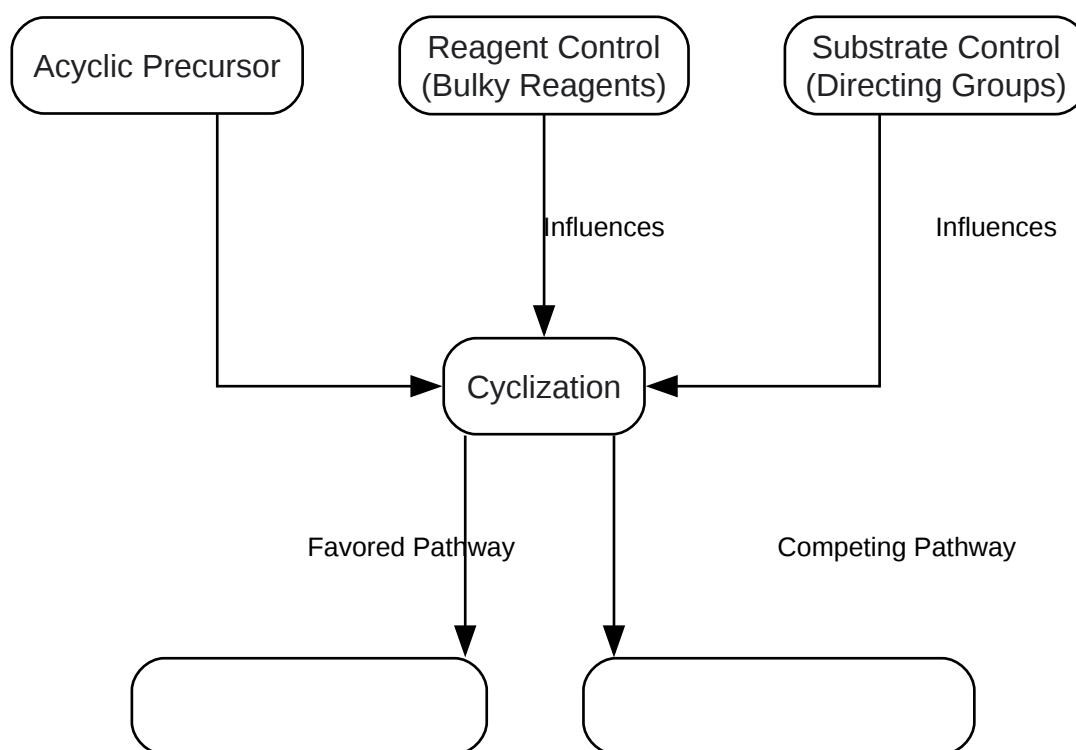 Acyclic Precursor
Reagent Control
(Bulky Reagents)
Substrate Control
(Directing Groups)
Influences
Influences
Cyclization
Favored Pathway
Competing Pathway